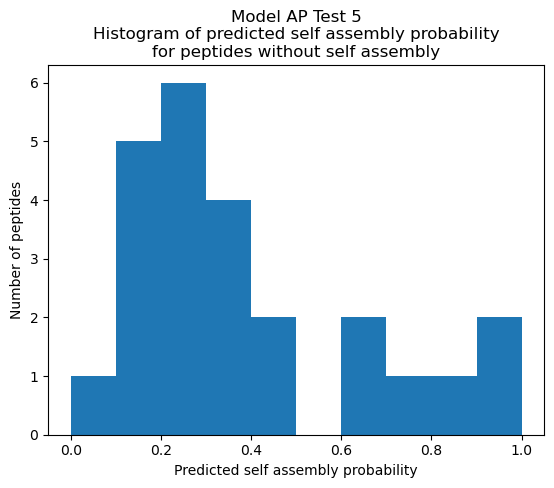 Model AP Test 5
Histogram of predicted self assembly probability
for peptides without self assembly
6
5
4
3
2
1
0
Number of peptides
0.0 0.2 0.4 0.6 0.8 1.0
Predicted self assembly probability